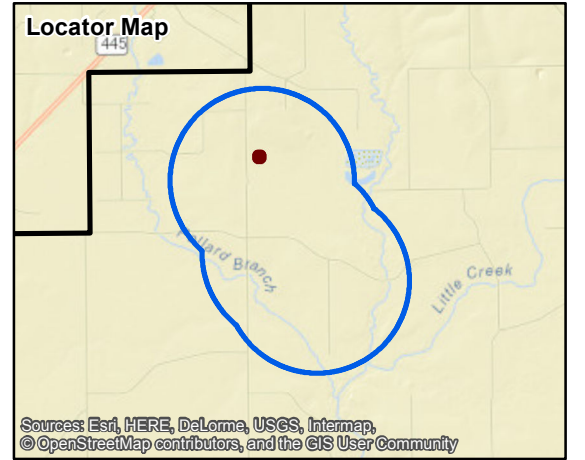 Locator Map
445
Pollard Branch
Little Creek
Sources: Esri, HERE, DeLorme, USGS, Intermap,
© OpenStreetMap contributors, and the GIS User Community